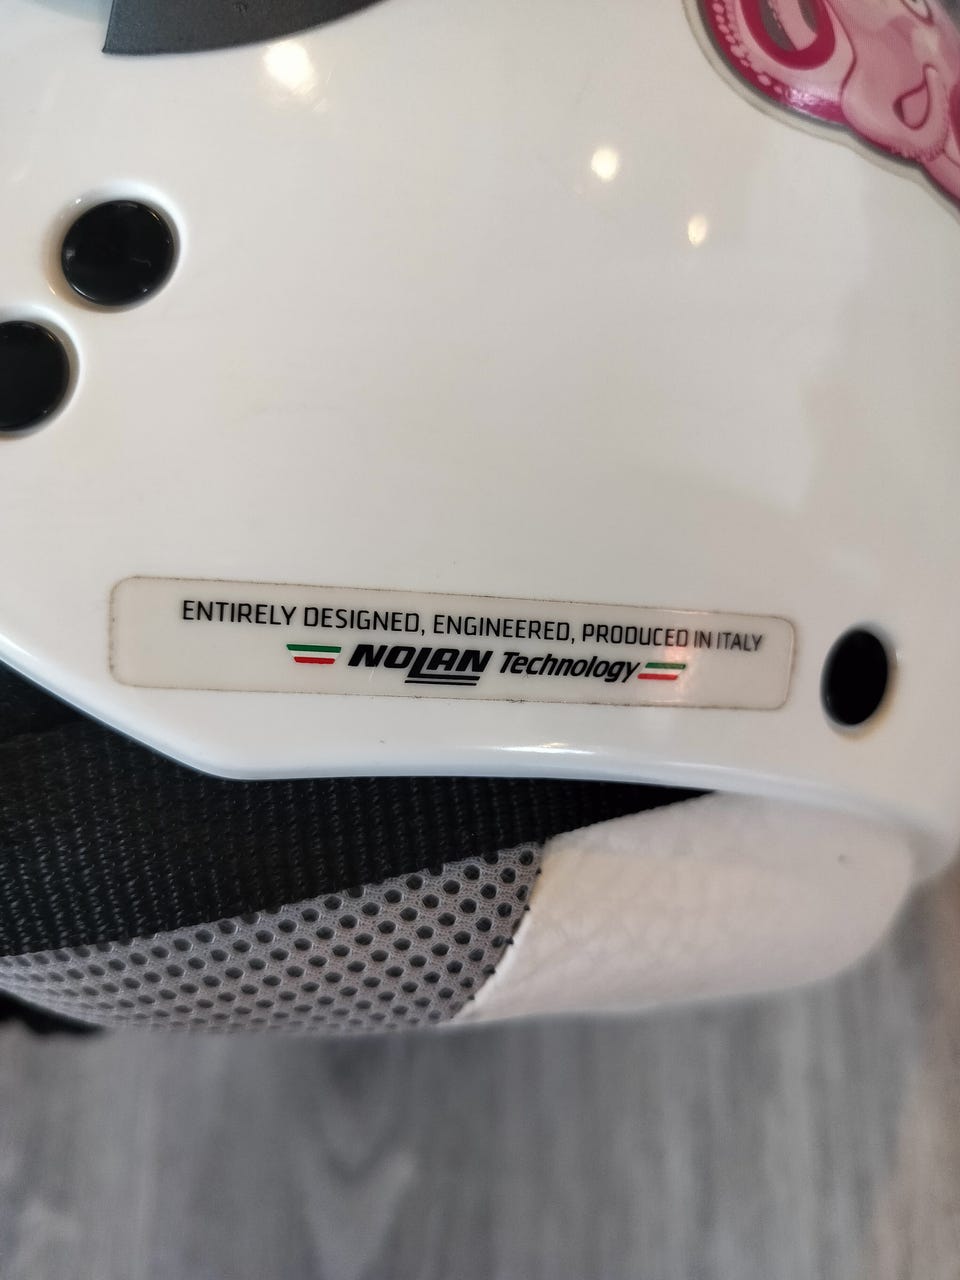 ENTIRELY DESIGNED, ENGINEERED, PRODUCED IN ITALY
NOLAN Technology